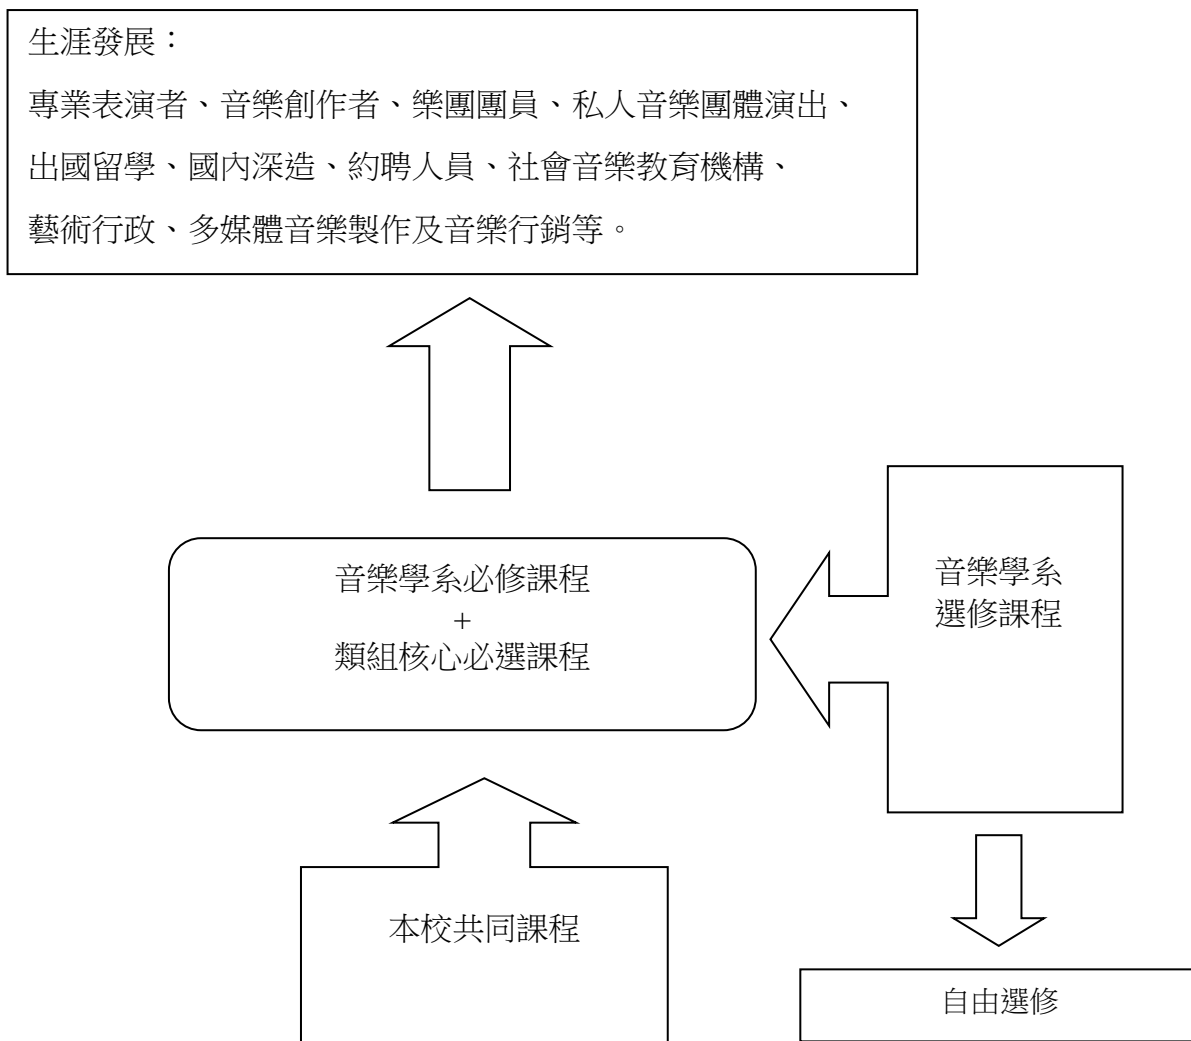 生涯發展：
專業表演者、音樂創作者、樂團團員、私人音樂團體演出、
出國留學、國內深造、約聘人員、社會音樂教育機構、
藝術行政、多媒體音樂製作及音樂行銷等。
音樂學系必修課程
+
類組核心必選課程
音樂學系
選修課程
本校共同課程
自由選修